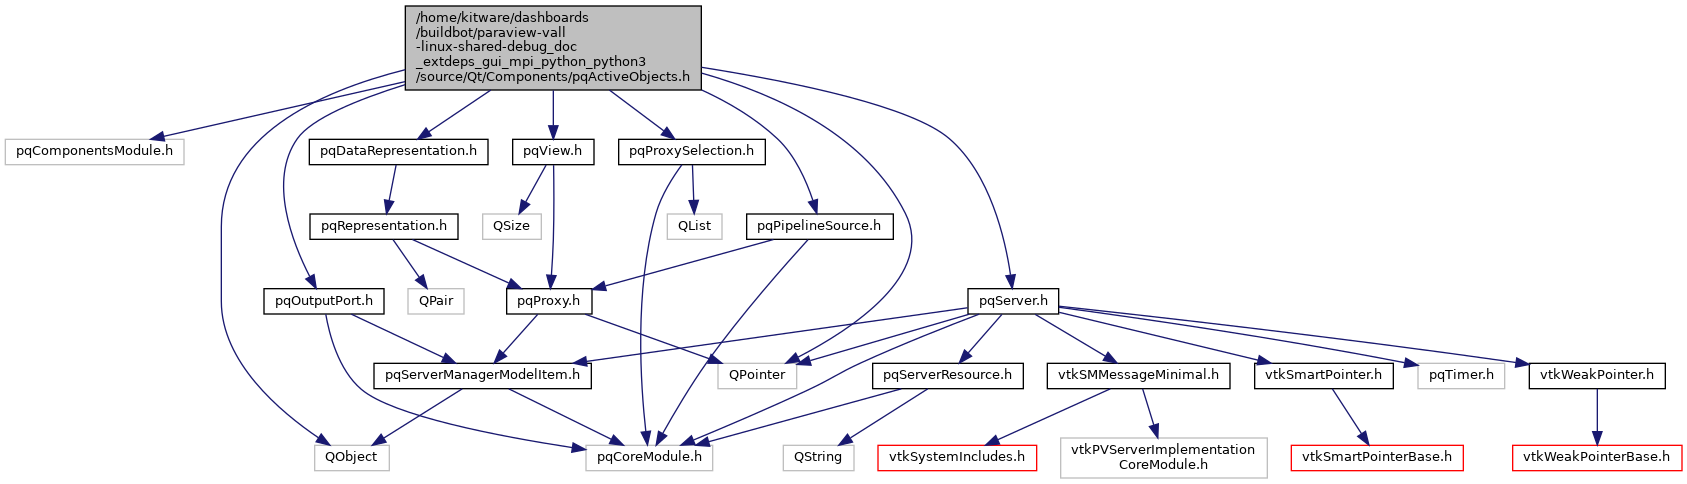 /home/kitware/dashboards
/buildbot/paraview-vall
-linux-shared-debug_doc
_extdeps_gui_mpi_python_python3
/source/Qt/Components/pqActiveObjects.h
pqComponentsModule.h
pqDataRepresentation.h
pqView.h
pqProxySelection.h
pqRepresentation.h
QSize
QList
pqPipelineSource.h
pqOutputPort.h
QPair
pqProxy.h
pqServer.h
pqServerManagerModelItem.h
QPointer
pqServerResource.h
vtkSMMessageMinimal.h
vtkSmartPointer.h
pqTimer.h
vtkWeakPointer.h
QObject
pqCoreModule.h
QString
vtkSystemIncludes.h
vtkPVServerImplementation
CoreModule.h
vtkSmartPointerBase.h
vtkWeakPointerBase.h